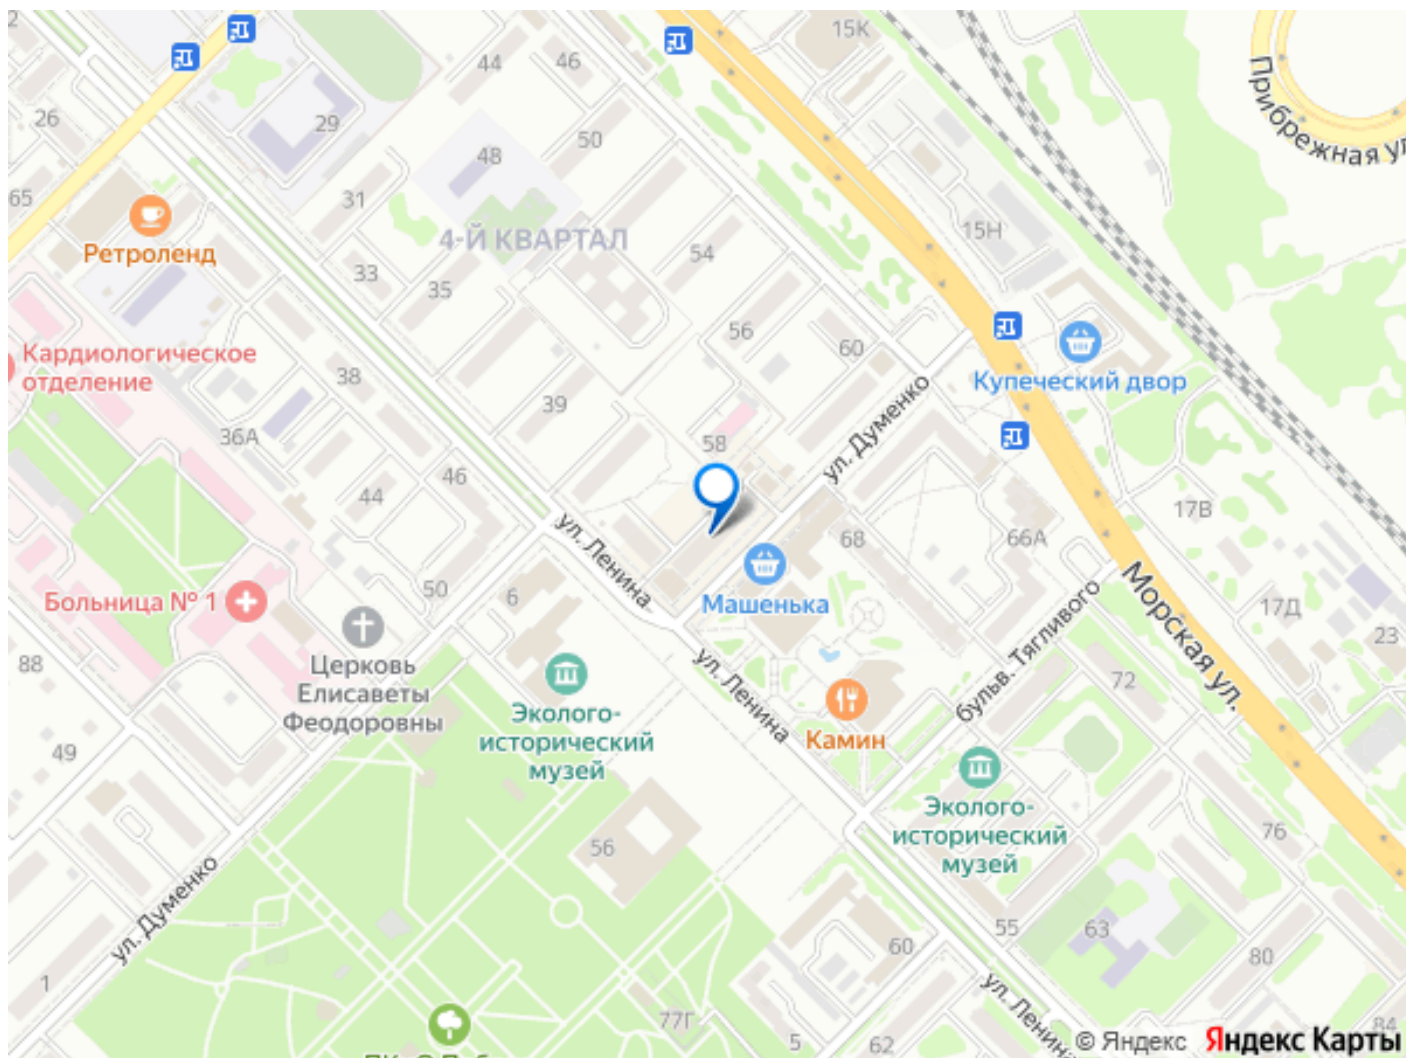 2
44
46
15К
Прибрежная ул
26
29
50
48
65
31
15Н
4-Й КВАРТАЛ
Ретроленд
54
33
35
56
60
Кардиологическое
отделение
38
Купеческий двор
ул. Думенко
39
36А
58
46
44
17В
ул. Ленина
68
66А
50
6
Больница № 1
Машенька
Морская ул.
17Д
23
88
Церковь
Елисаветы
Феодоровны
ул. Ленина
бульв. Тягливого
72
Эколого-
исторический
музей
Камин
49
Эколого-
исторический
музей
76
56
ул. Думенко
55
63
60
80
1
ул. Ленина
77Г
5
62
84
© Яндекс
Яндекс Карты